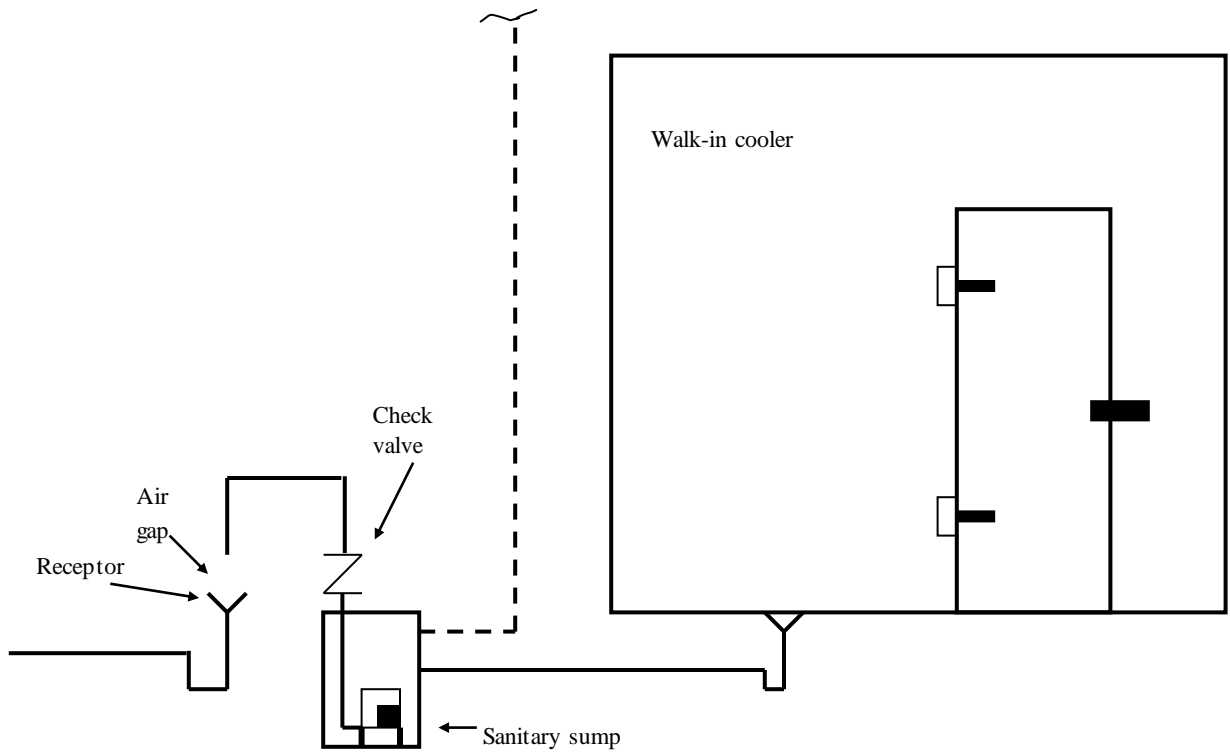 Walk-in cooler
Check
valve
Air
gap
Receptor
Sanitary sump